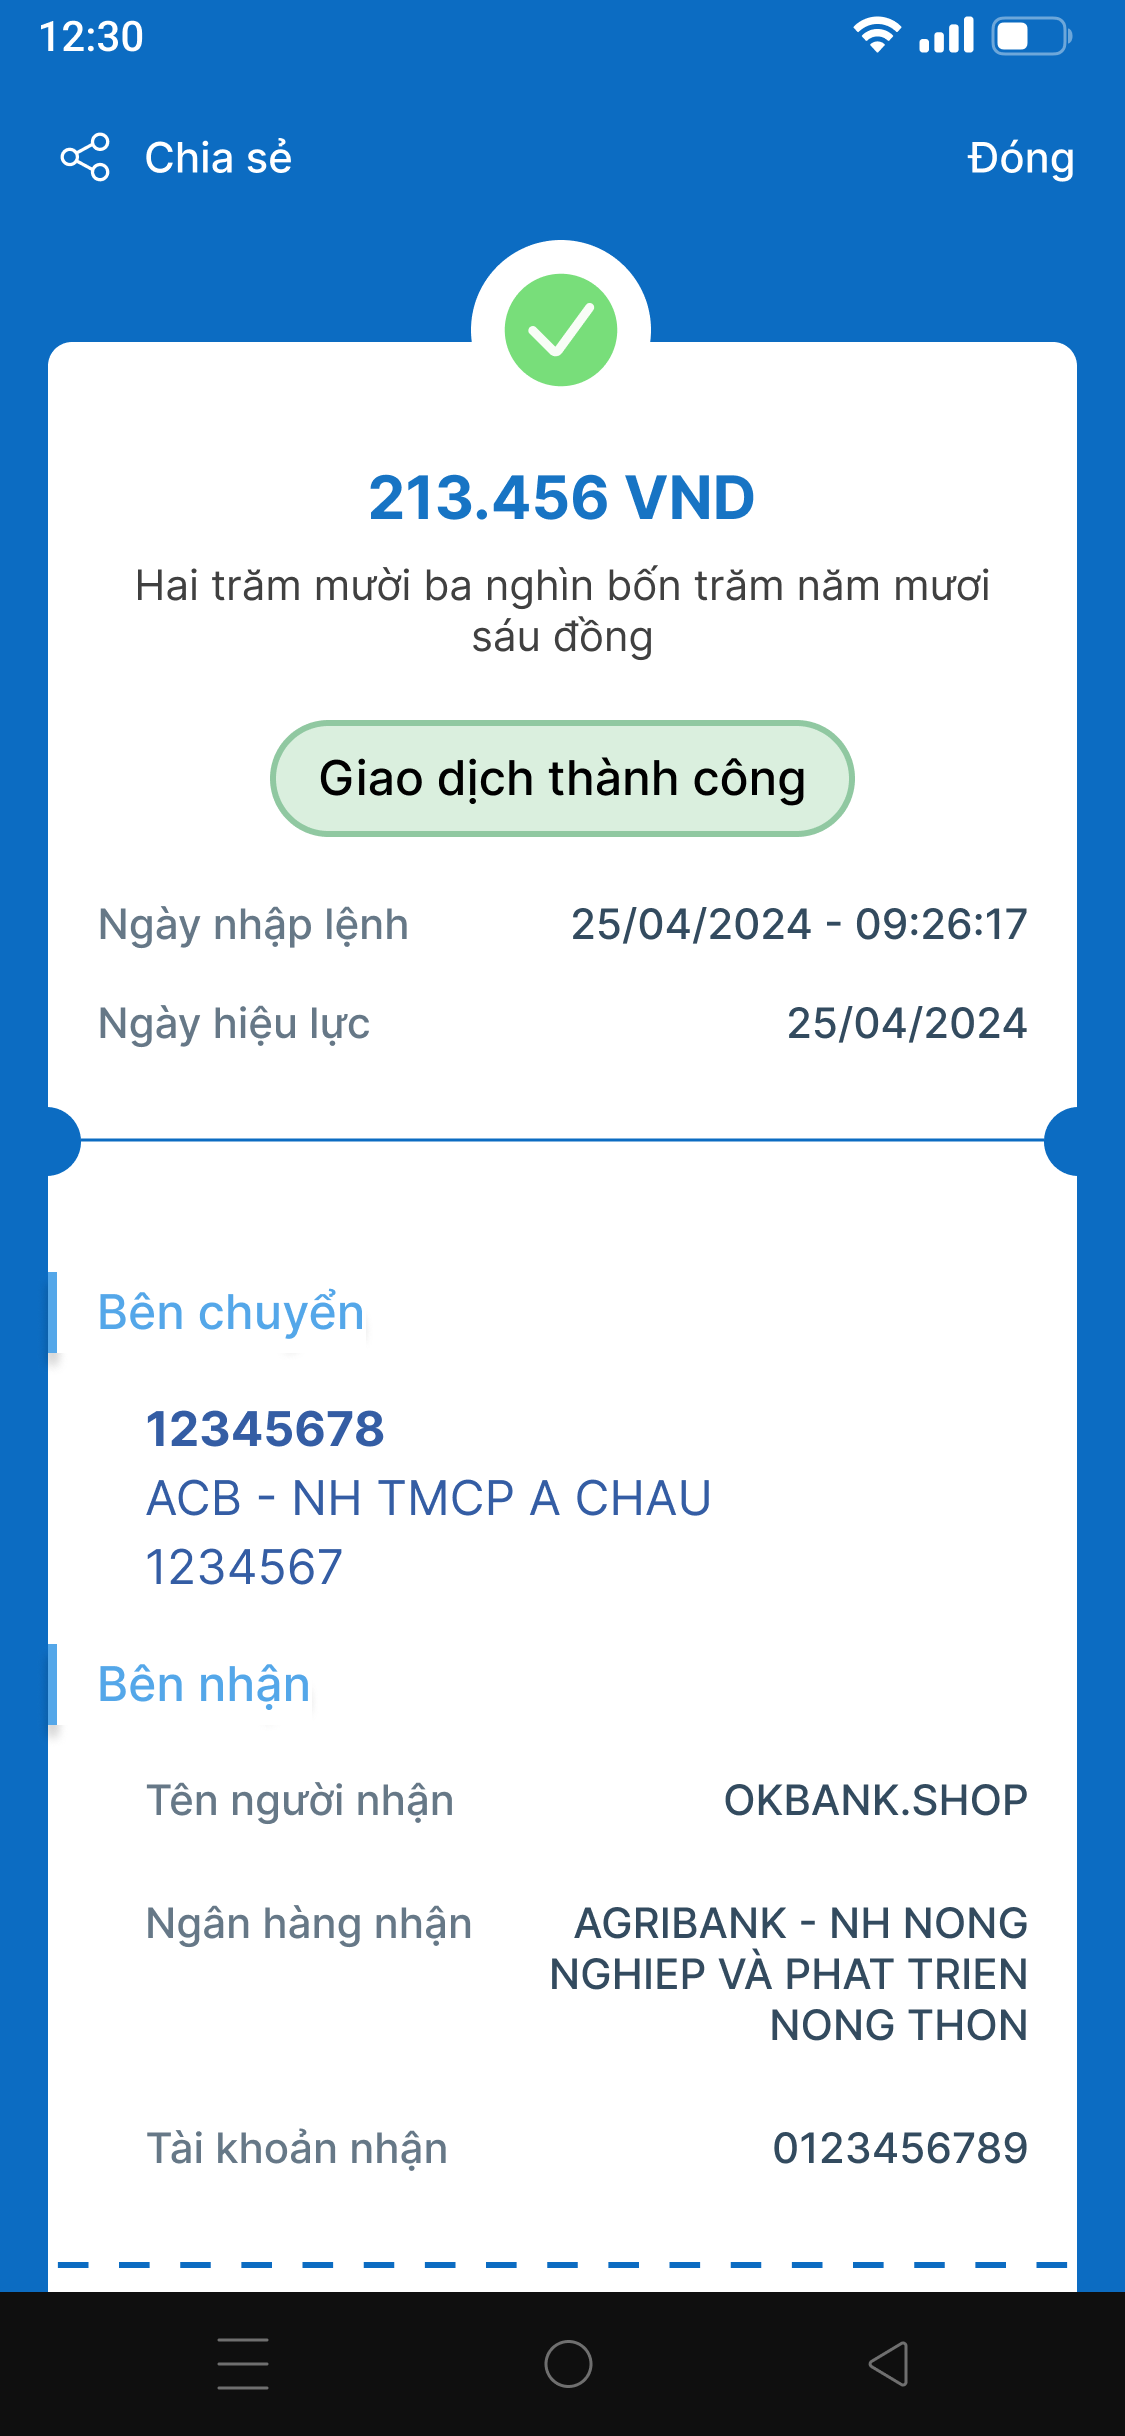 12:30
Chia sẻ
Đóng
213.456 VND
Hai trăm mười ba nghìn bốn trăm năm mươi
sáu đồng
Giao dịch thành công
Ngày nhập lệnh 25/04/2024 - 09:26:17
Ngày hiệu lực 25/04/2024
Bên chuyển
12345678
ACB - NH TMCP A CHAU
1234567
Bên nhận
Tên người nhận OKBANK.SHOP
Ngân hàng nhận AGRIBANK - NH NONG
NGHIEP VÀ PHAT TRIEN
NONG THON
Tài khoản nhận 0123456789